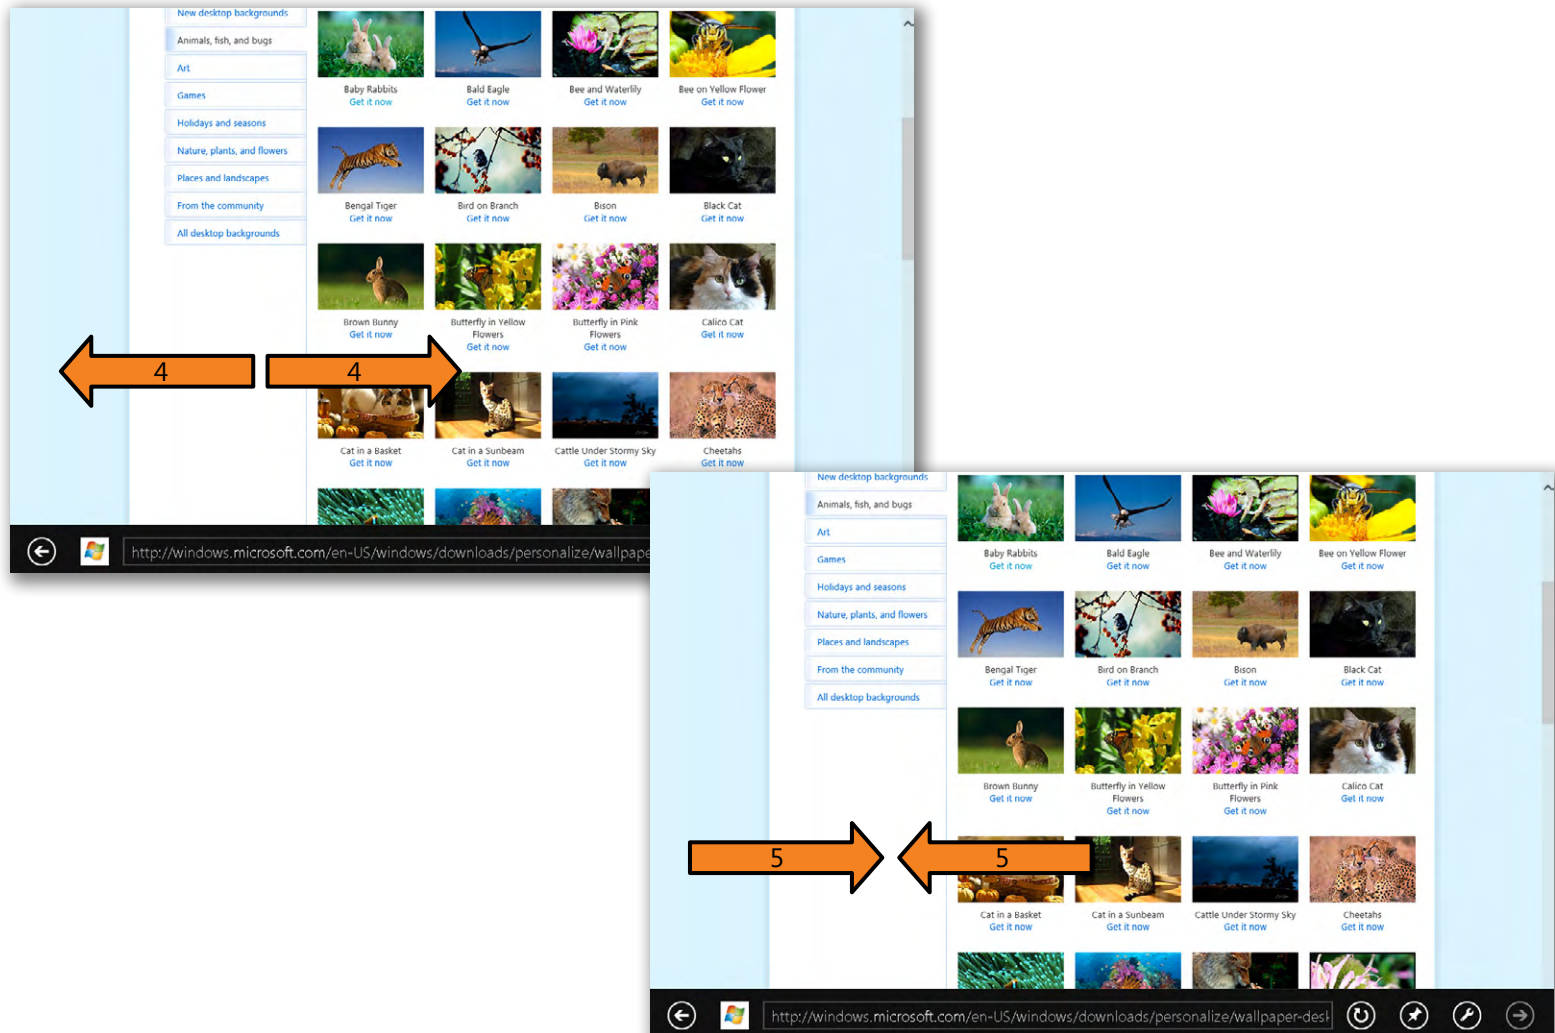 New desktop backgrounds
Animals, fish, and bugs
Art
Games
Holidays and seasons
Nature, plants, and flowers
Places and landscapes
From the community
All desktop backgrounds
Baby Rabbits
Get it now
Bald Eagle
Get it now
Bee and Waterlily
Get it now
Bee on Yellow Flower
Get it now
Bengal Tiger
Get it now
Bird on Branch
Get it now
Bison
Get it now
Black Cat
Get it now
Brown Bunny
Get it now
Butterfly in Yellow
Flowers
Get it now
Butterfly in Pink
Flowers
Get it now
Calico Cat
Get it now
4
4
Cat in a Basket
Get it now
Cat in a Sunbeam
Get it now
Cattle Under Stormy Sky
Get it now
Cheetahs
Get it now
http://windows.microsoft.com/en-US/windows/downloads/personalize/wallpape
New desktop backgrounds
Animals, fish, and bugs
Art
Games
Holidays and seasons
Nature, plants, and flowers
Places and landscapes
From the community
All desktop backgrounds
Baby Rabbits
Get it now
Bald Eagle
Get it now
Bee and Waterlily
Get it now
Bee on Yellow Flower
Get it now
Bengal Tiger
Get it now
Bird on Branch
Get it now
Bison
Get it now
Black Cat
Get it now
Brown Bunny
Get it now
Butterfly in Yellow
Flowers
Get it now
Butterfly in Pink
Flowers
Get it now
Calico Cat
Get it now
5
5
Cat in a Basket
Get it now
Cat in a Sunbeam
Get it now
Cattle Under Stormy Sky
Get it now
Cheetahs
Get it now
http://windows.microsoft.com/en-US/windows/downloads/personalize/wallpaper-desk